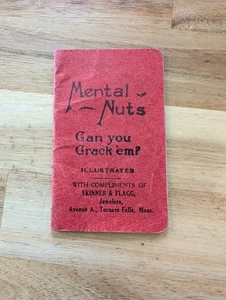 Mental
Nuts
Can you
Crack 'em?
ILLUSTRATED
WITH COMPLIMENTS OF
SKINNER & FLAGG,
Jewelers,
Avenue A., Turners Falls, Mass.